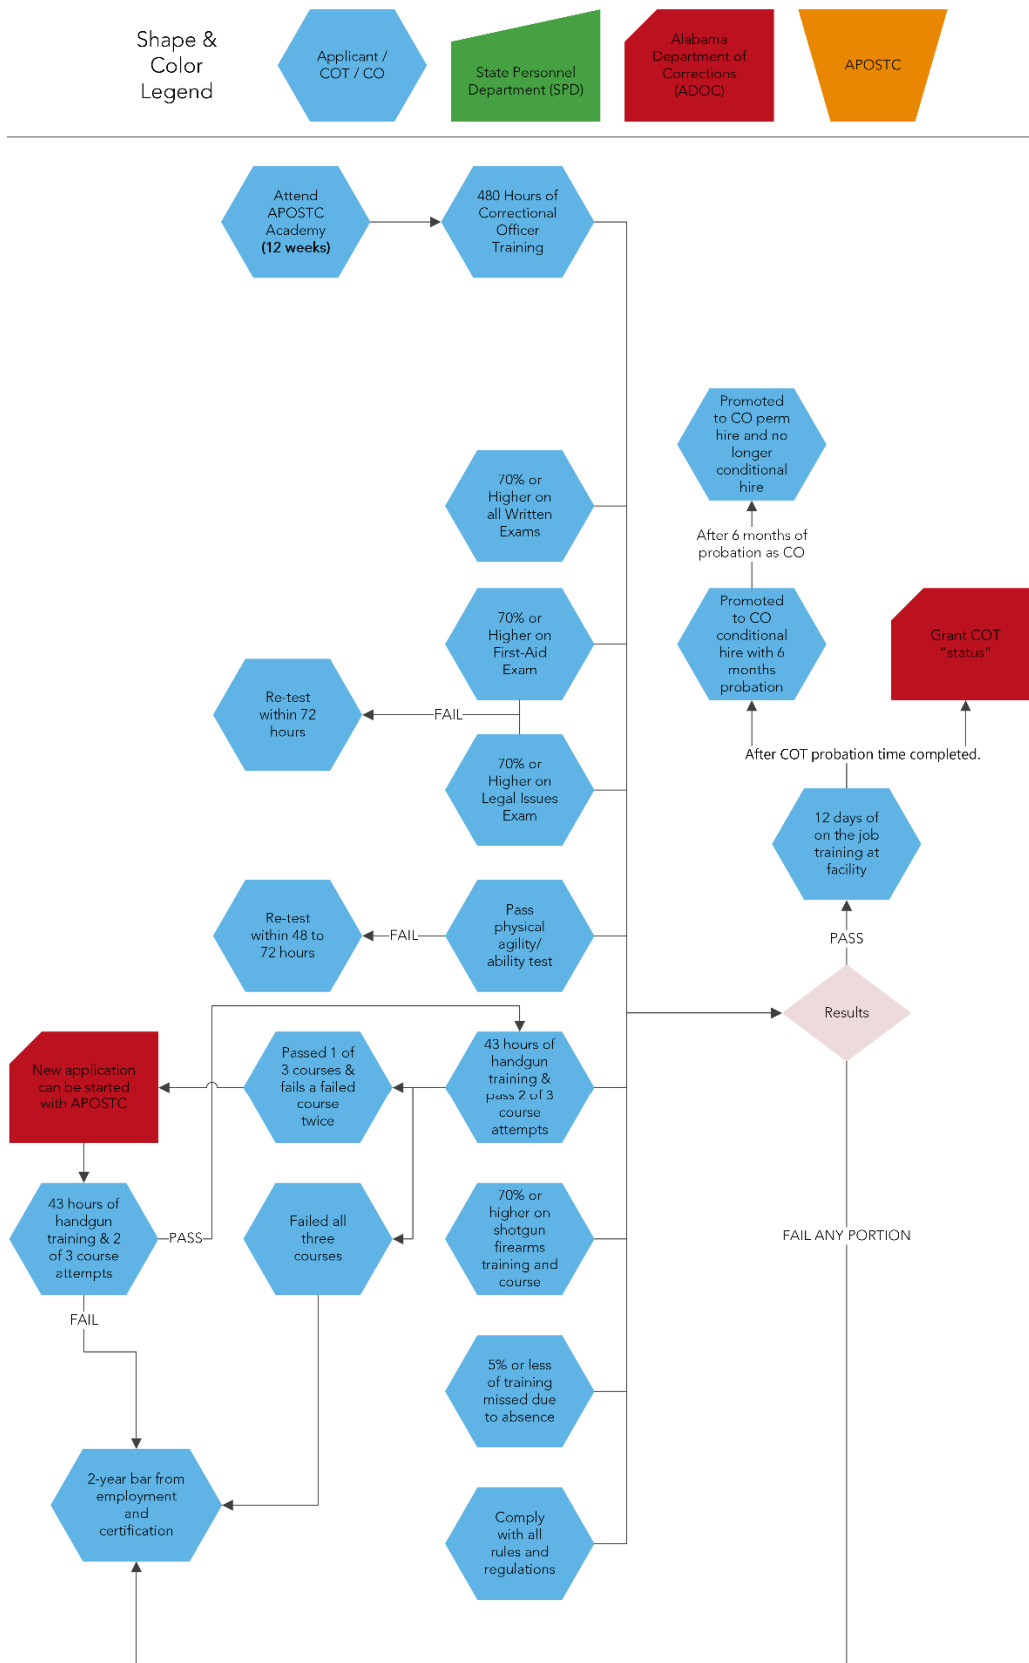 Shape &
Color
Legend
Applicant /
COT / CO
State Personnel
Department (SPD)
Alabama
Department of
Corrections
(ADOC)
APOSTC
Attend
APOSTC
Academy
(12 weeks)
480 Hours of
Correctional
Officer
Training
Promoted
to CO perm
hire and no
longer
conditional
hire
70% or
Higher on
all Written
Exams
After 6 months of
probation as CO
70% or
Higher on
First-Aid
Exam
Promoted
to CO
conditional
hire with 6
months
probation
Grant COT
“status”
Re-test
within 72
hours
FAIL
After COT probation time completed.
70% or
Higher on
Legal Issues
Exam
12 days of
on the job
training at
facility
Re-test
within 48 to
72 hours
FAIL
Pass
physical
agility/
ability test
PASS
Results
New application
can be started
with APOSTC
Passed 1 of
3 courses &
fails a failed
course
twice
43 hours of
handgun
training &
pass 2 of 3
course
attempts
43 hours of
handgun
training & 2
of 3 course
attempts
PASS
Failed all
three
courses
70% or
higher on
shotgun
firearms
training and
course
FAIL ANY PORTION
FAIL
5% or less
of training
missed due
to absence
2-year bar from
employment
and
certification
Comply
with all
rules and
regulations